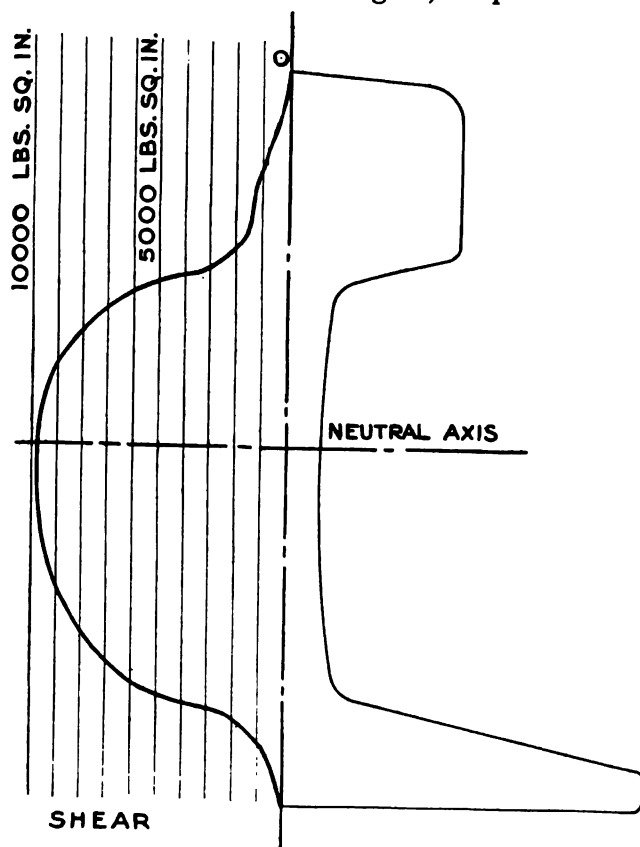 10000 LBS. SQ. IN.
5000 LBS. SQ. IN.
O
NEUTRAL AXIS
SHEAR